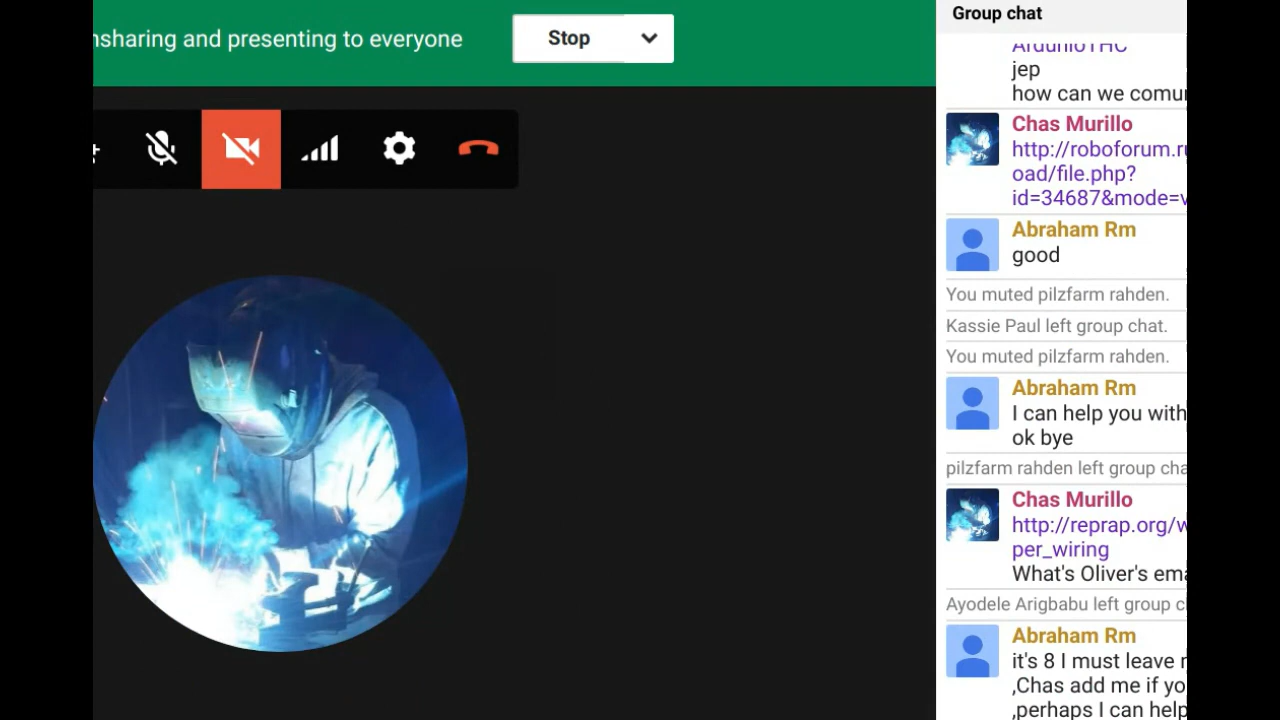 sharing and presenting to everyone
Stop
Group chat
ArduinoTHC
jep
how can we
Chas Murillo
http://roboforum.r
oad/file.php?
id=34687&mode=v
Abraham Rm
good
You muted pilzfarm rahden.
Kassie Paul left group chat.
You muted pilzfarm rahden.
Abraham Rm
I can help you with
ok bye
pilzfarm rahden left group cha
Chas Murillo
http://reprap.org/w
per_wiring
What's Oliver's ema
Ayodele Arigbabu left group c
Abraham Rm
it's 8 I must leave
,Chas add me if yo
,perhaps I can help